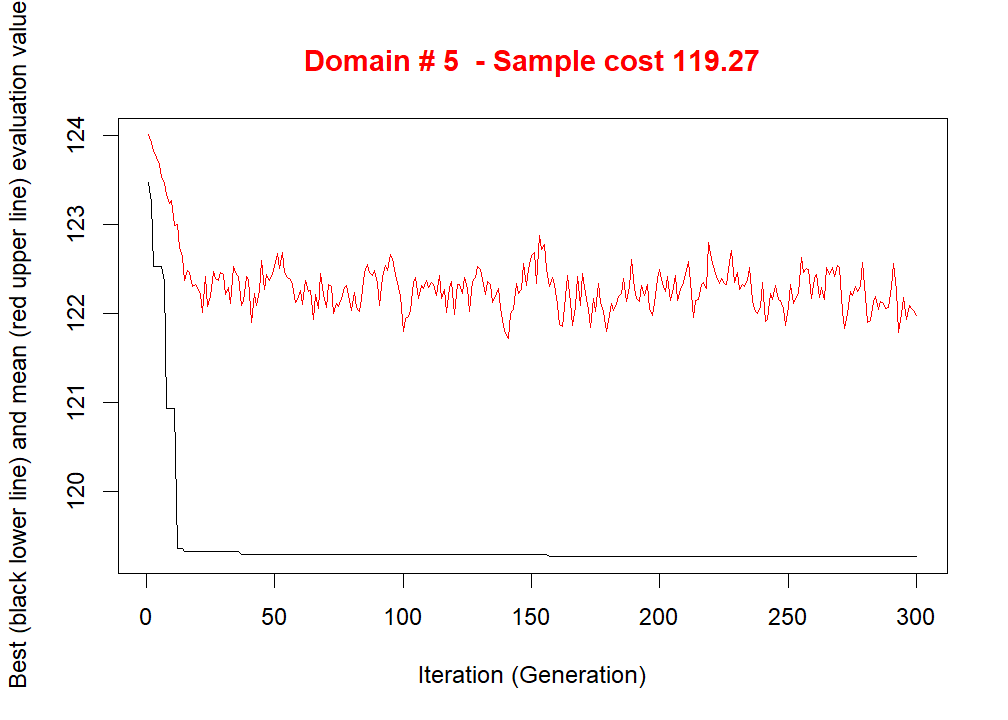 Domain # 5 - Sample cost 119.27
Best (black lower line) and mean (red upper line) evaluation value
124
123
122
121
120
0 50 100 150 200 250 300
Iteration (Generation)